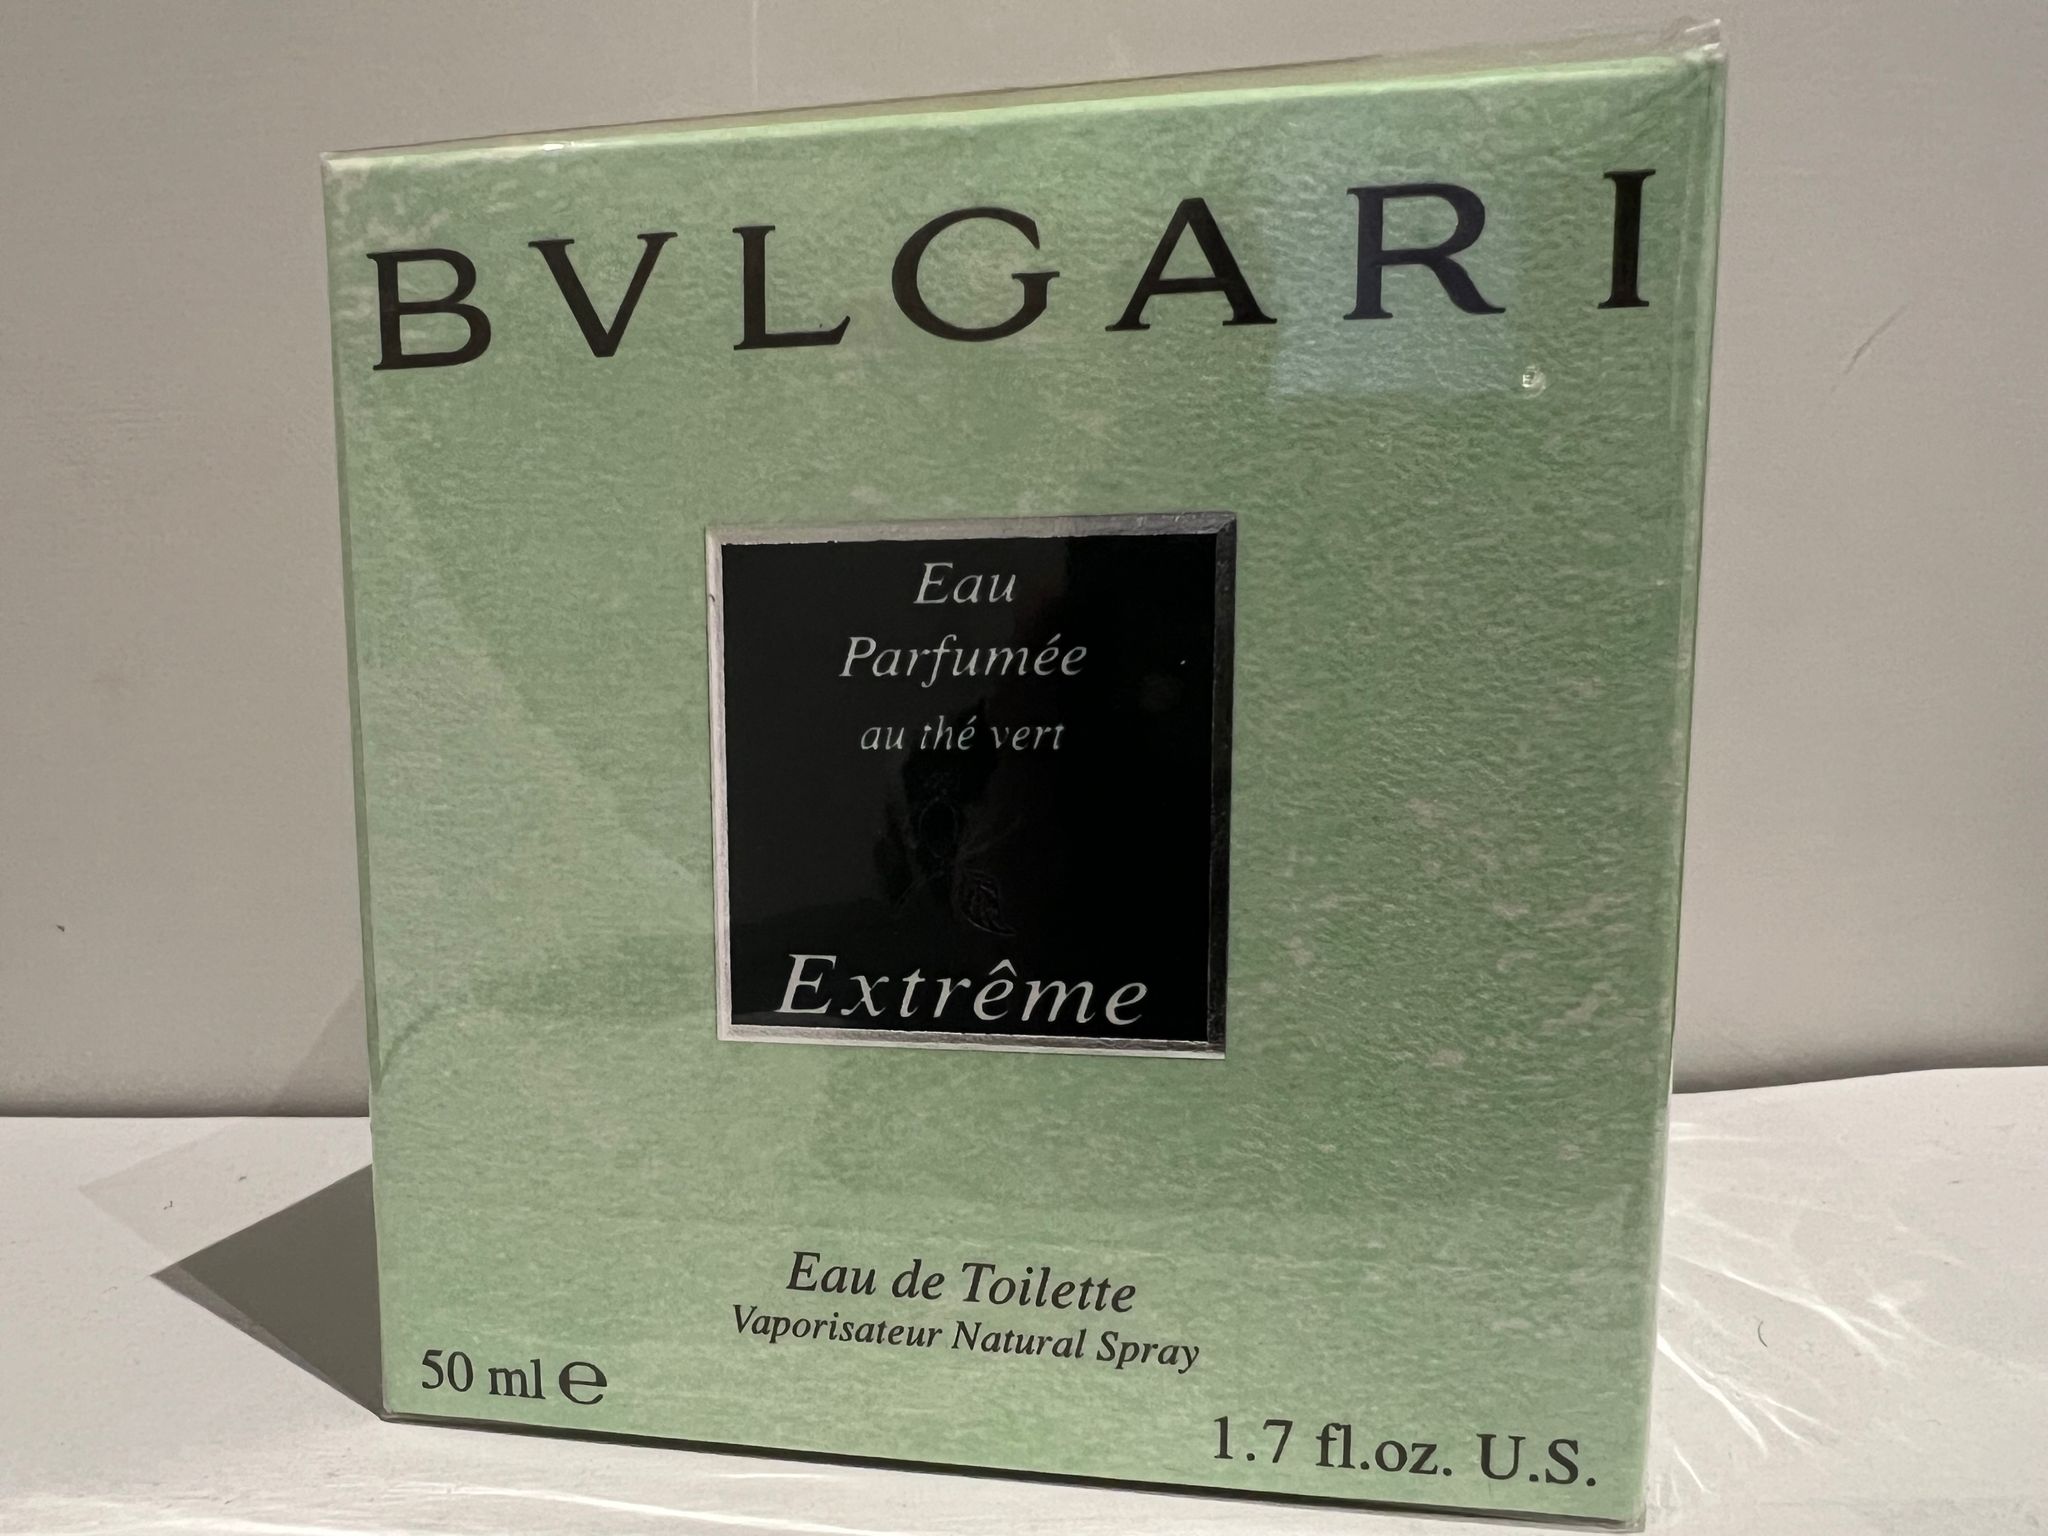 BVLGARI
Eau
Parfumée
au thé vert
Extrême
Eau de Toilette
Vaporisateur Natural Spray
50 ml ℮
1.7 fl.oz. U.S.